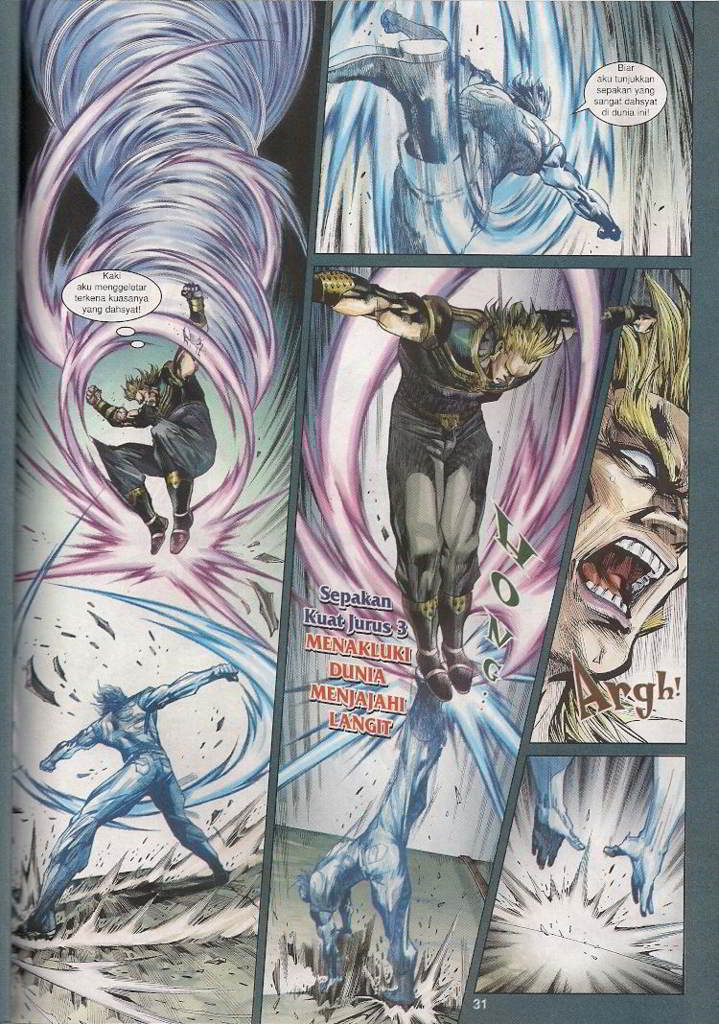 Kaki
aku menggeletar
terkena kuasanya
yang dahsyat!
Biar
aku tunjukkan
sepakan yang
sangat dahsyat
di dunia ini!
Sepakan
Kuat Jurus 3
MENAKLUKI
DUNIA
MENJAJAHI
LANGIT
HONG...
Argh!
31